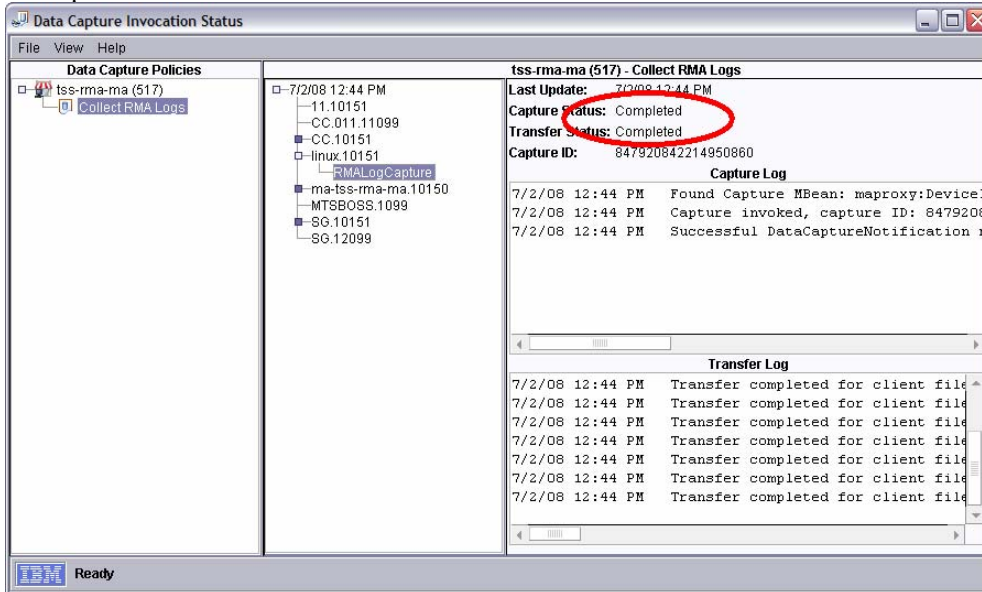 Data Capture Invocation Status
File View Help
Data Capture Policies
tss-rma-ma (517)
Collect RMA Logs
7/2/08 12:44 PM
11.10151
CC.011.11099
CC.10151
linux.10151
RMALogCapture
ma-tss-rma-ma.10150
MTSBOSS.1099
SG.10151
SG.12099
tss-rma-ma (517) - Collect RMA Logs
Last Update: 7/2/08 12:44 PM
Capture Status: Completed
Transfer Status: Completed
Capture ID: 847920842214950860
Capture Log
7/2/08 12:44 PM Found Capture MBean: maproxy:Device
7/2/08 12:44 PM Capture invoked, capture ID: 847920
7/2/08 12:44 PM Successful DataCaptureNotification
Transfer Log
7/2/08 12:44 PM Transfer completed for client file
7/2/08 12:44 PM Transfer completed for client file
7/2/08 12:44 PM Transfer completed for client file
7/2/08 12:44 PM Transfer completed for client file
7/2/08 12:44 PM Transfer completed for client file
7/2/08 12:44 PM Transfer completed for client file
7/2/08 12:44 PM Transfer completed for client file
IBM Ready